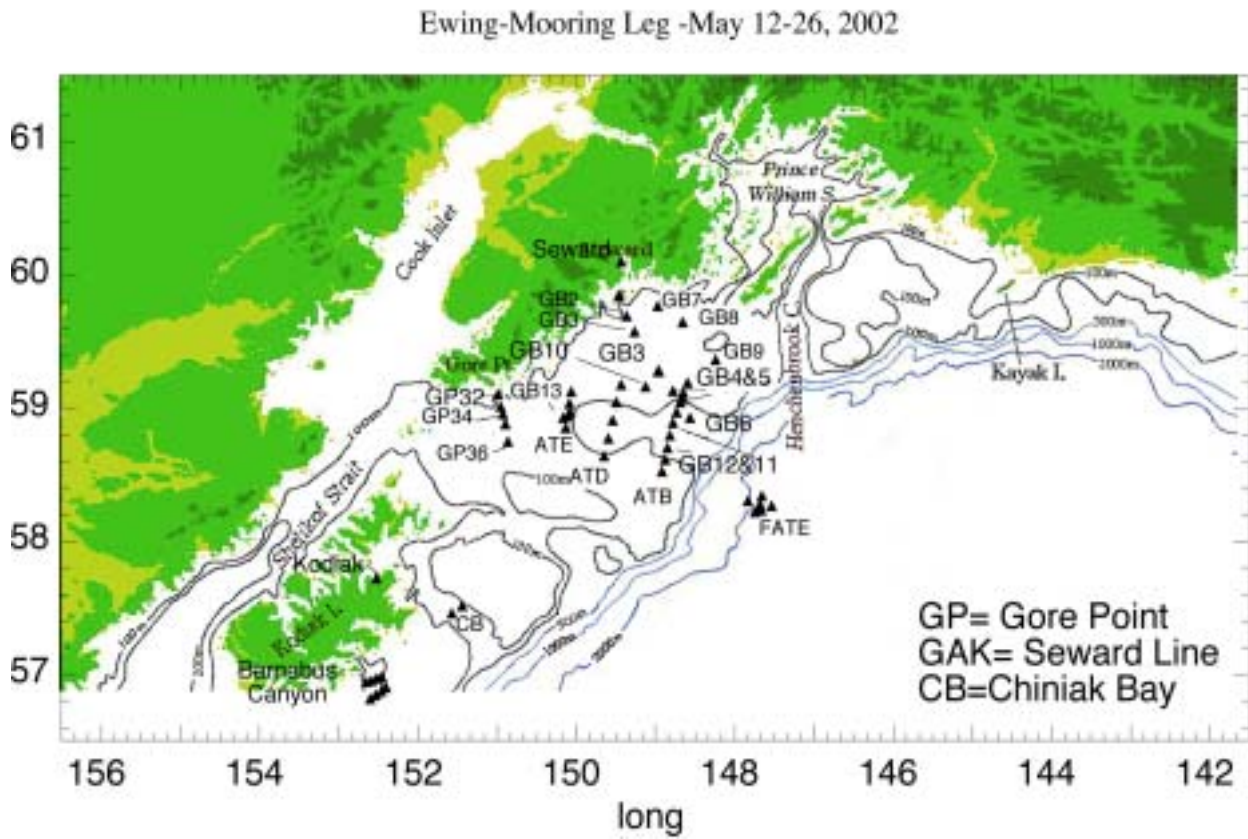 Ewing-Mooring Leg -May 12-26, 2002
61
60
59
58
57
Prince
William S.
Cook Inlet
Seward
GB2
GB7
GB8
GB10
GB3
GB9
Gore Pt.
GB4&5
GP32
GB13
GP34
GB6
GP36
ATE
ATD
ATB
GB12&11
FATE
Kayak I.
100m
500m
1000m
Shelikof Strait
Kodiak
Kodiak I.
CB
Barnabus
Canyon
GP= Gore Point
GAK= Seward Line
CB=Chiniak Bay
156
154
152
150
148
146
144
142
long